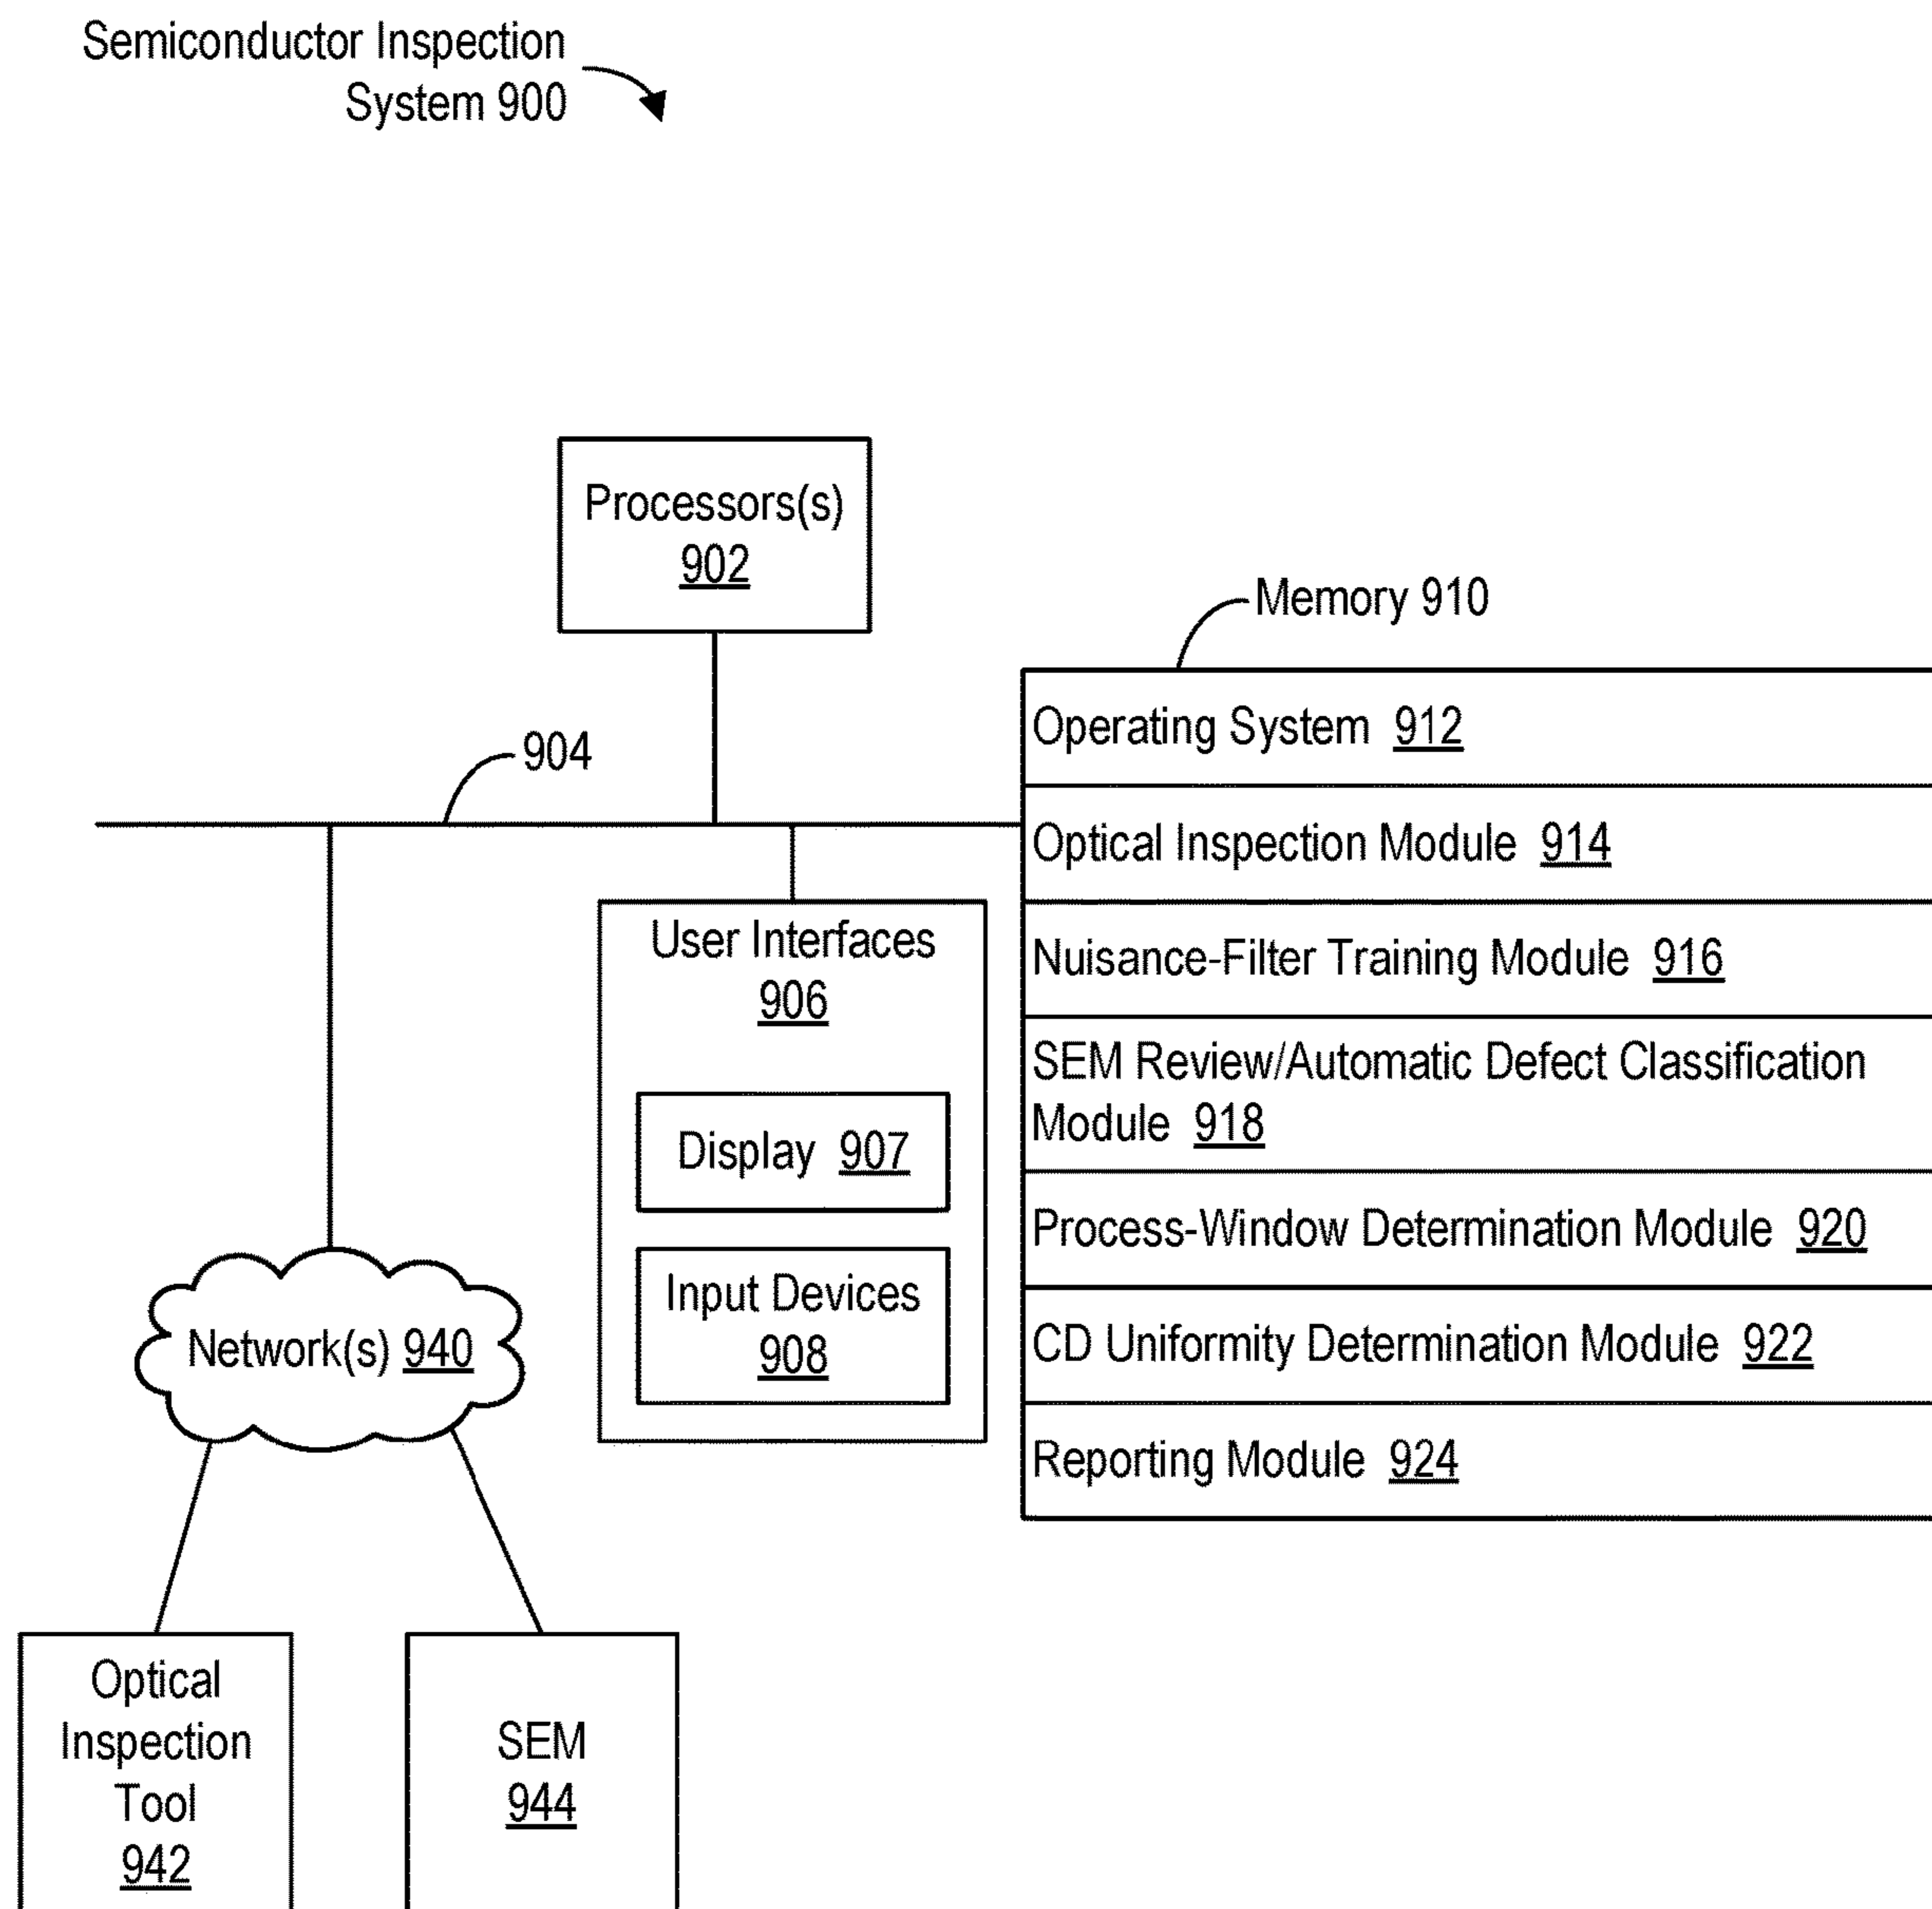 Semiconductor Inspection
System 900
Processors(s)
902
Memory 910
904
Operating System 912
Optical Inspection Module 914
Nuisance-Filter Training Module 916
SEM Review/Automatic Defect Classification
Module 918
Process-Window Determination Module 920
CD Uniformity Determination Module 922
Reporting Module 924
User Interfaces
906
Display 907
Input Devices
908
Network(s) 940
Optical
Inspection
Tool
942
SEM
944